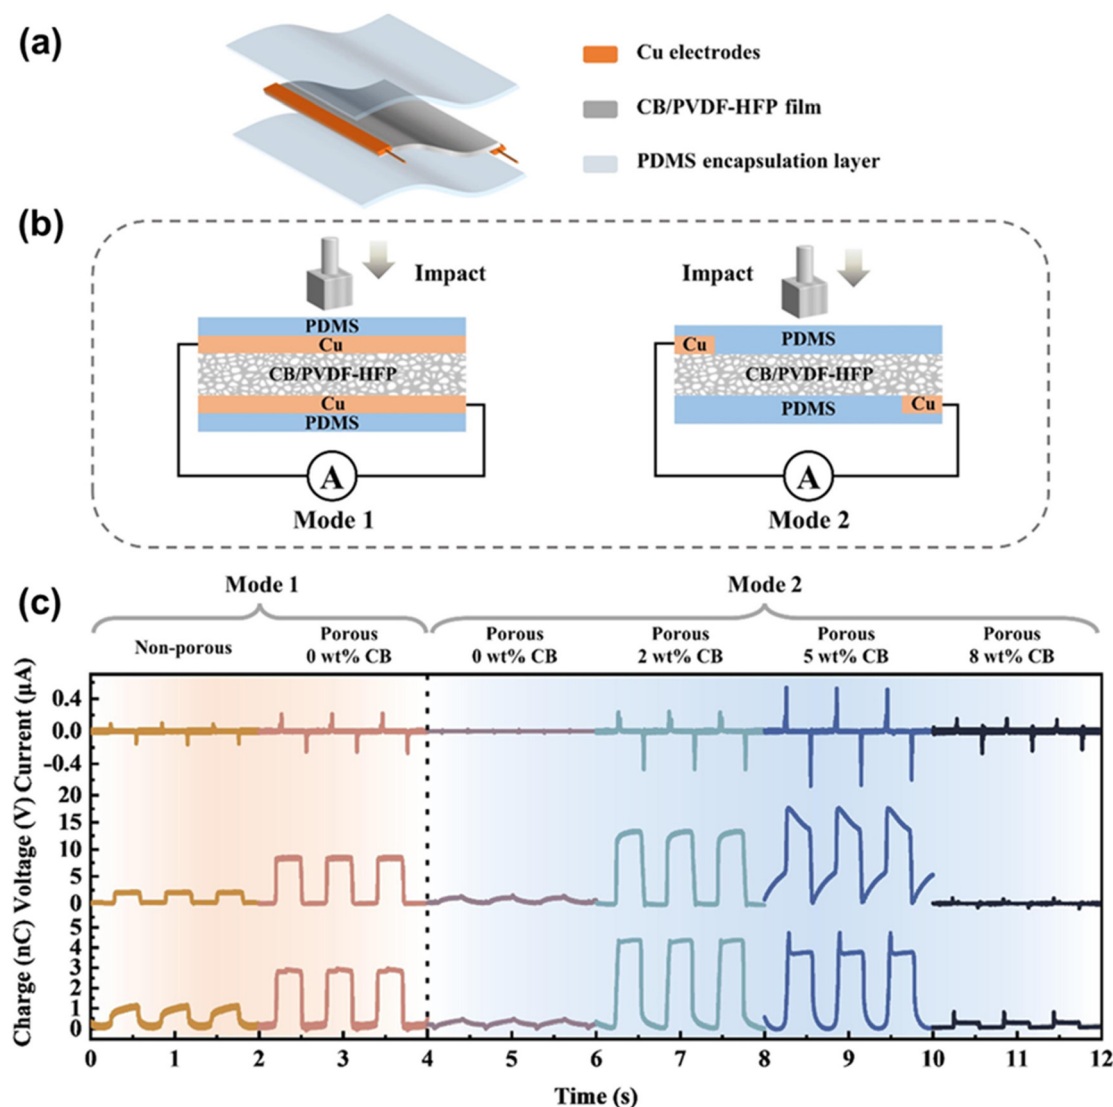 (a)
Cu electrodes
CB/PVDF-HFP film
PDMS encapsulation layer
(b)
Impact
PDMS
Cu
CB/PVDF-HFP
Cu
PDMS
A
Mode 1
Impact
Cu
PDMS
CB/PVDF-HFP
PDMS
Cu
A
Mode 2
(c)
Mode 1
Mode 2
Non-porous
Porous
0 wt% CB
Porous
0 wt% CB
Porous
2 wt% CB
Porous
5 wt% CB
Porous
8 wt% CB
Charge (nC) Voltage (V) Current (μA)
0.4
0.0
-0.4
20
15
10
5
0
5
4
3
2
1
0
0 1 2 3 4 5 6 7 8 9 10 11 12
Time (s)